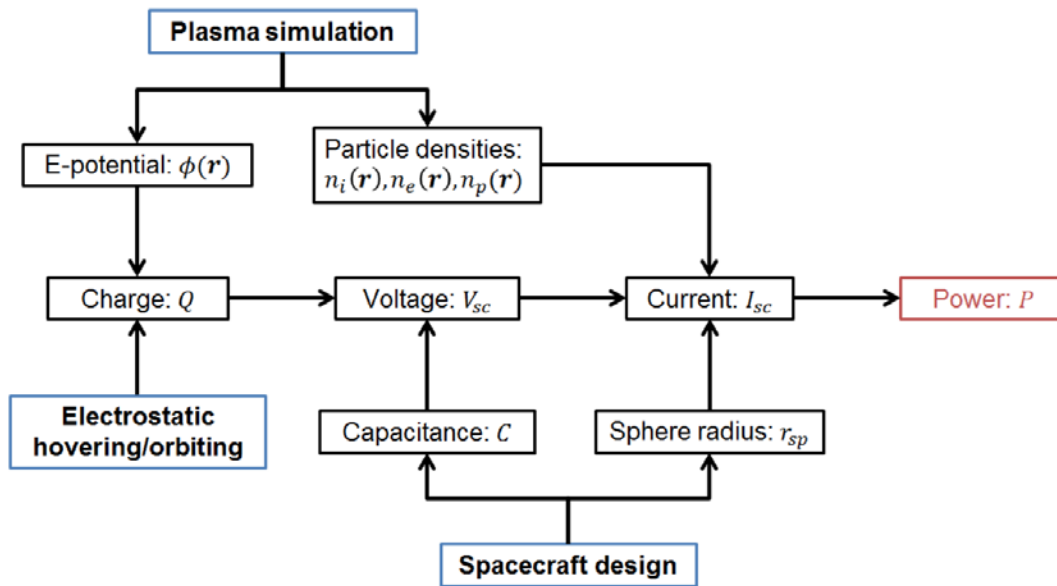 Plasma simulation
E-potential: ϕ(r)
Particle densities:
nᵢ(r), nₑ(r), nₚ(r)
Charge: Q
Voltage: V_sc
Current: I_sc
Power: P
Electrostatic
hovering/orbiting
Capacitance: C
Sphere radius: r_sp
Spacecraft design